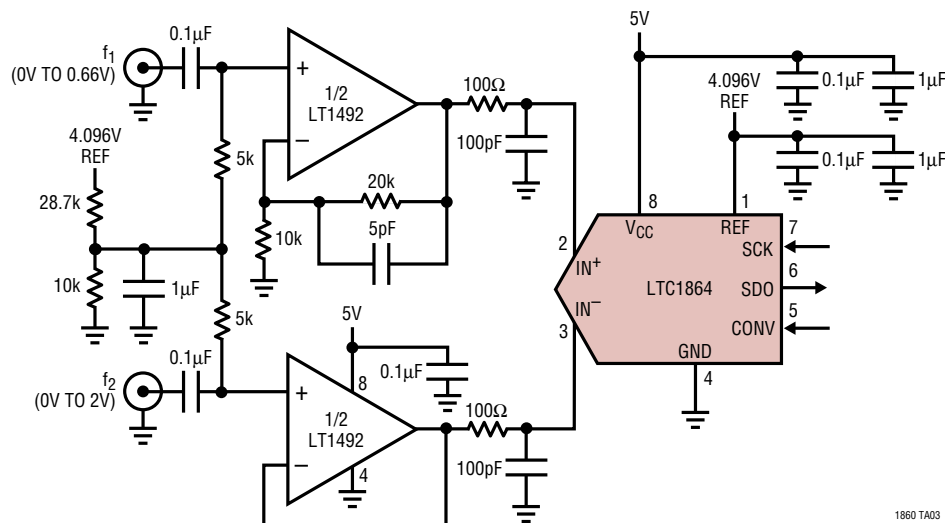 f1
(0V TO 0.66V)
0.1µF
4.096V
REF
28.7k
10k
1µF
5k
5k
+
1/2
LT1492
−
10k
20k
5pF
100Ω
100pF
f2
(0V TO 2V)
0.1µF
5V
8
0.1µF
+
1/2
LT1492
−
4
100Ω
100pF
5V
0.1µF
1µF
4.096V
REF
0.1µF
1µF
8
1
VCC
REF
2
IN+
IN−
3
LTC1864
7
SCK
6
SDO
5
CONV
GND
4
1860 TA03